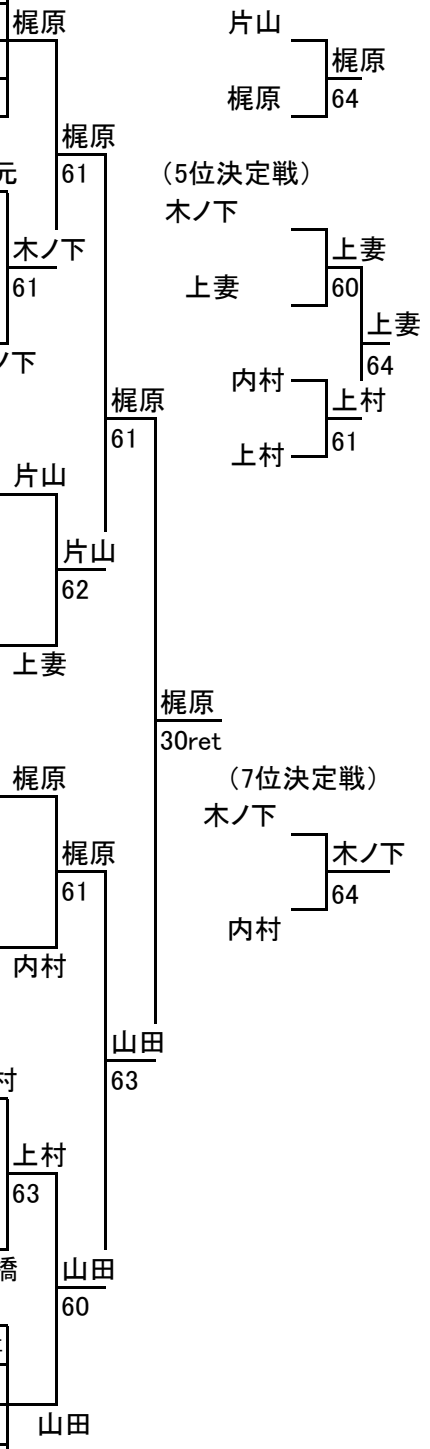 梶原
梶原
61
木ノ下
61
梶原
61
片山
片山
62
上妻
梶原
30ret
梶原
梶原
61
内村
山田
63
上村
63
山田
60
山田
片山
梶原
梶原
64
（5位決定戦）
木ノ下
上妻
上妻
60
上妻
64
内村
上村
上村
61
（7位決定戦）
木ノ下
内村
木ノ下
64